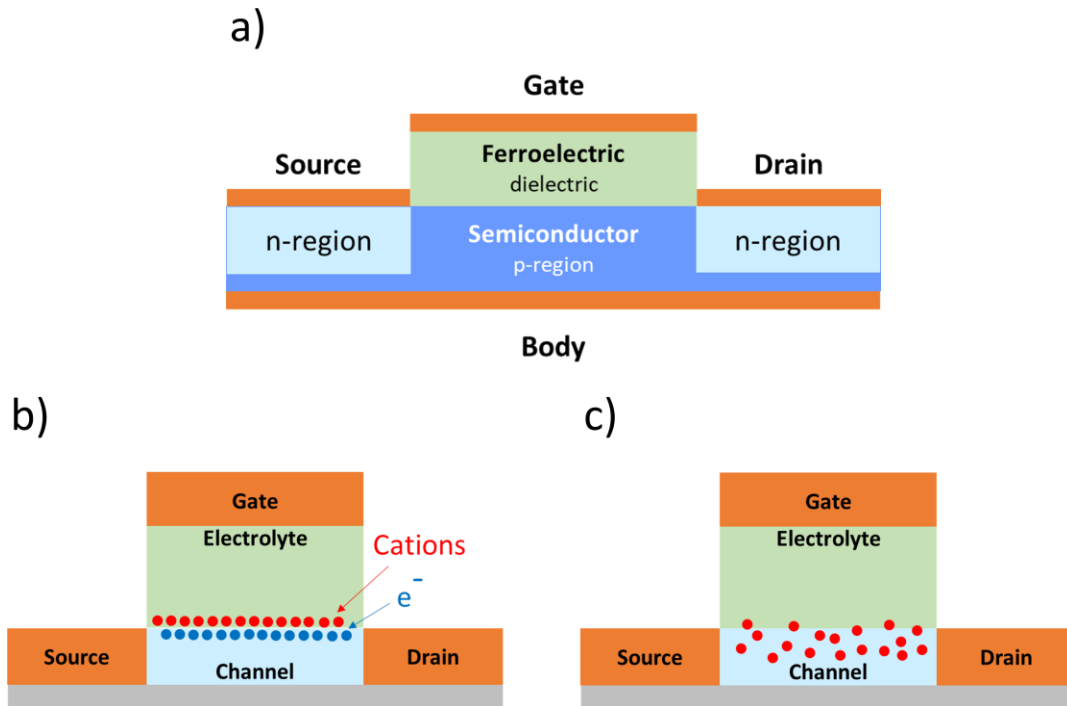 a)
Gate
Ferroelectric
dielectric
Source
Drain
n-region
Semiconductor
p-region
n-region
Body
b)
Gate
Electrolyte
Cations
e-
Source
Channel
Drain
c)
Gate
Electrolyte
Source
Channel
Drain